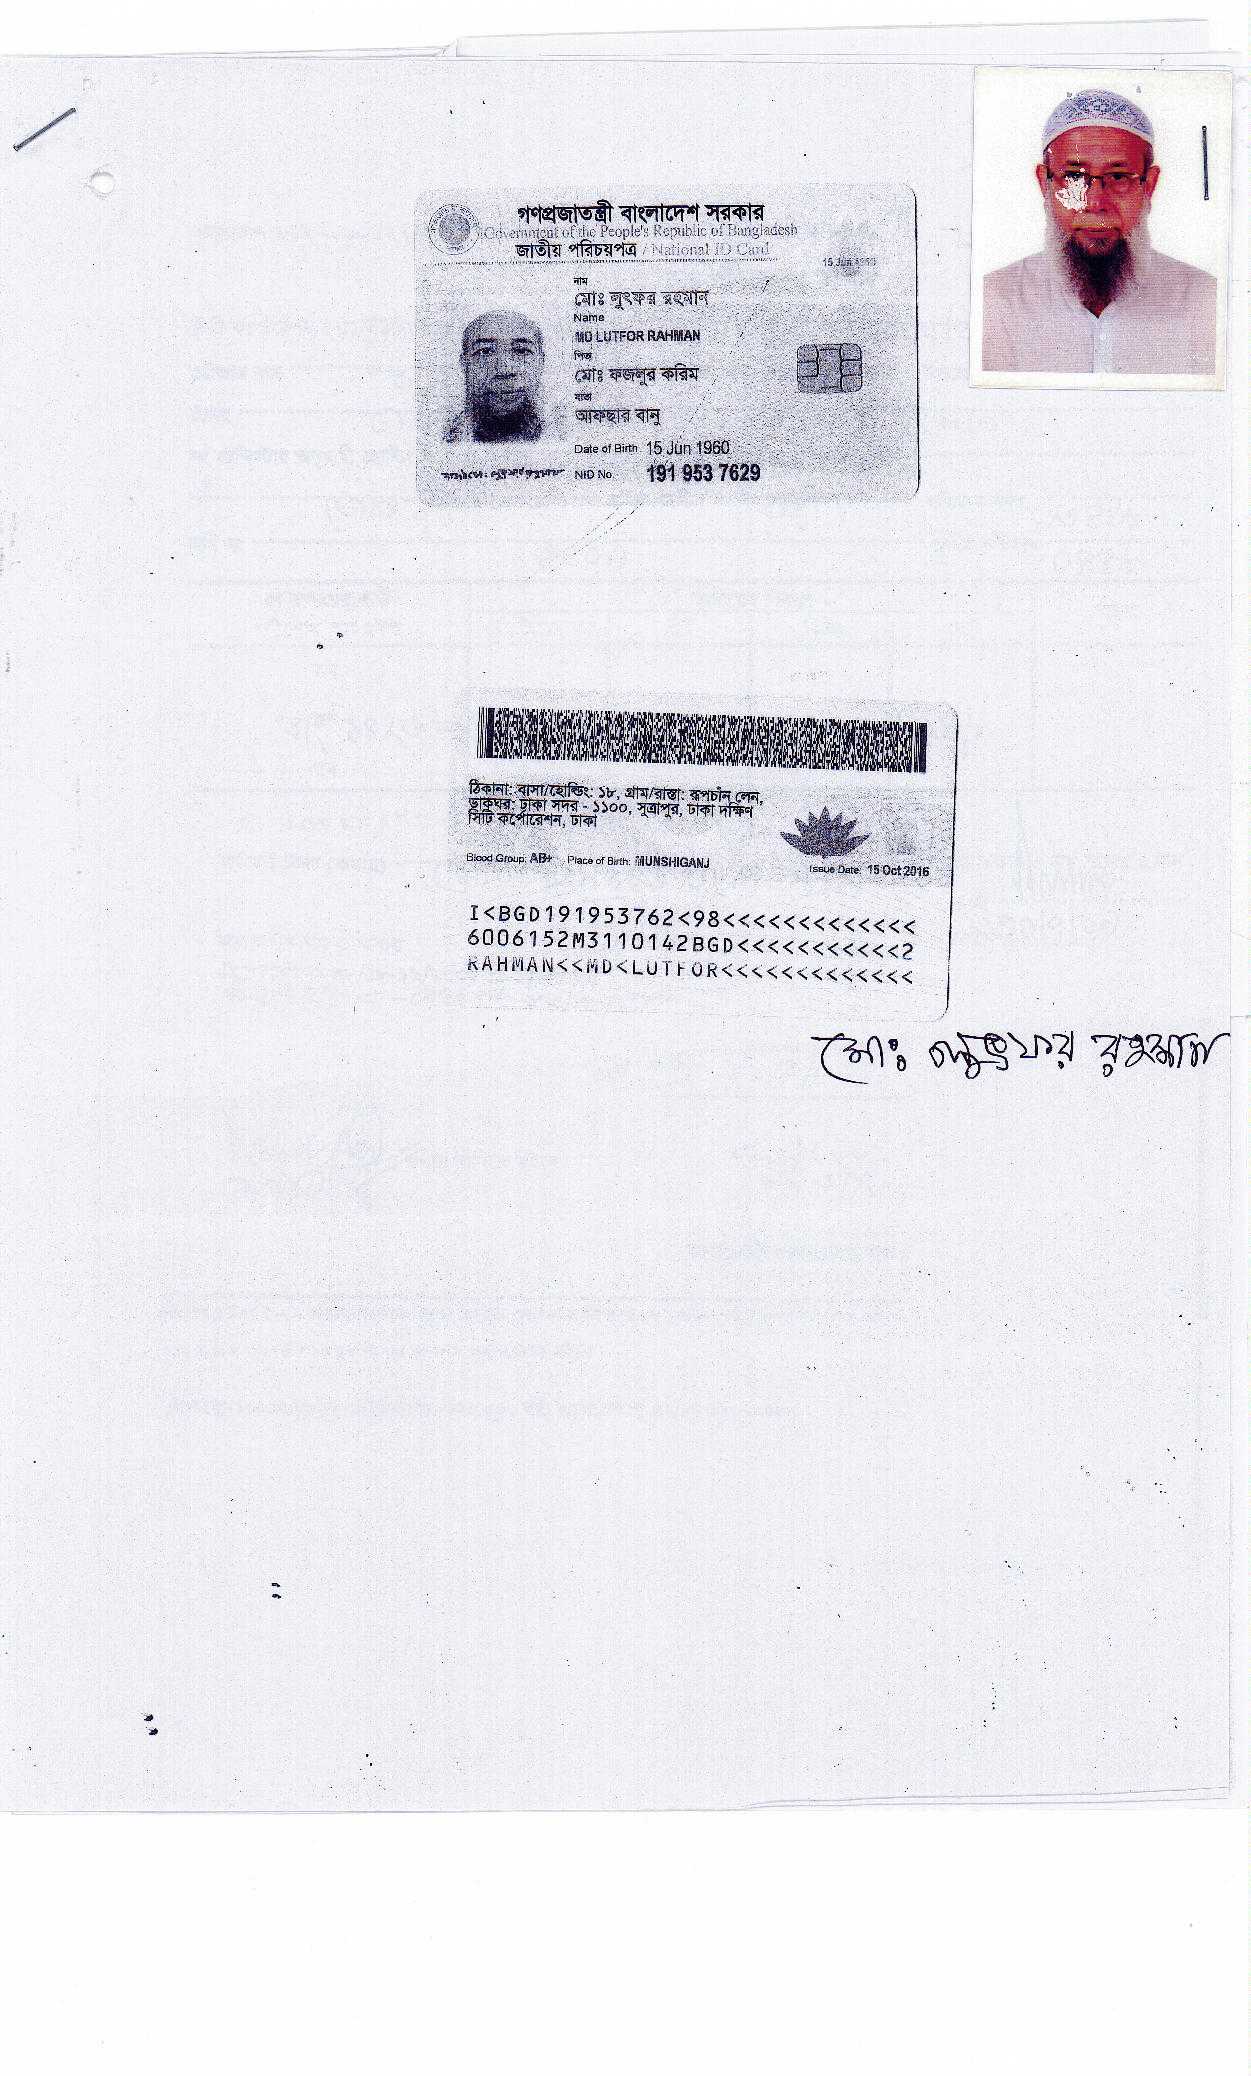 গণপ্রজাতন্ত্রী বাংলাদেশ সরকার
Government of the People's Republic of Bangladesh
জাতীয় পরিচয়পত্র / National ID Card
15 Jun 1960
নাম
মোঃ লুৎফর রহমান
Name
MD LUTFOR RAHMAN
পিতা
মোঃ ফজলুর করিম
মাতা
আফছার বানু
Date of Birth 15 Jun 1960
NID No. 191 953 7629
ঠিকানা: বাসা/হোল্ডিং: ১৮, গ্রাম/রাস্তা: রূপচাঁন লেন,
ডাকঘর: ঢাকা সদর - ১১০০, সূত্রাপুর, ঢাকা দক্ষিণ
সিটি কর্পোরেশন, ঢাকা
Blood Group: AB+ Place of Birth: MUNSHIGANJ
Issue Date: 15 Oct 2016
I<BGD191953762<98<<<<<<<<<<<<<
6006152M3110142BGD<<<<<<<<<<<2
RAHMAN<<MD<LUTFOR<<<<<<<<<<<<<
মোঃ লুৎফর রহমান